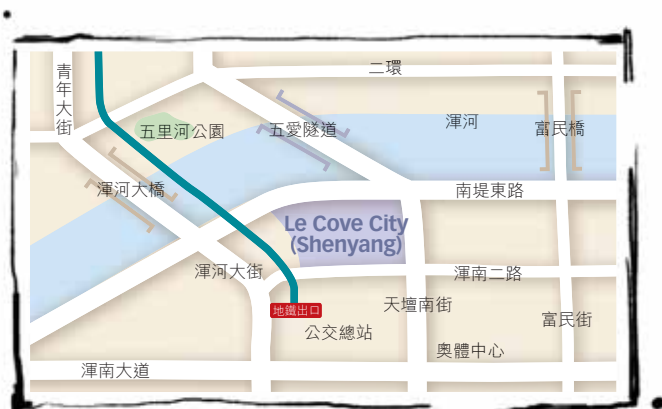 二環
青年大街
五里河公園
五愛隧道
渾河
富民橋
渾河大橋
南堤東路
Le Cove City
(Shenyang)
渾河大街
渾南二路
地鐵出口
天壇南街
富民街
公交總站
奧體中心
渾南大道